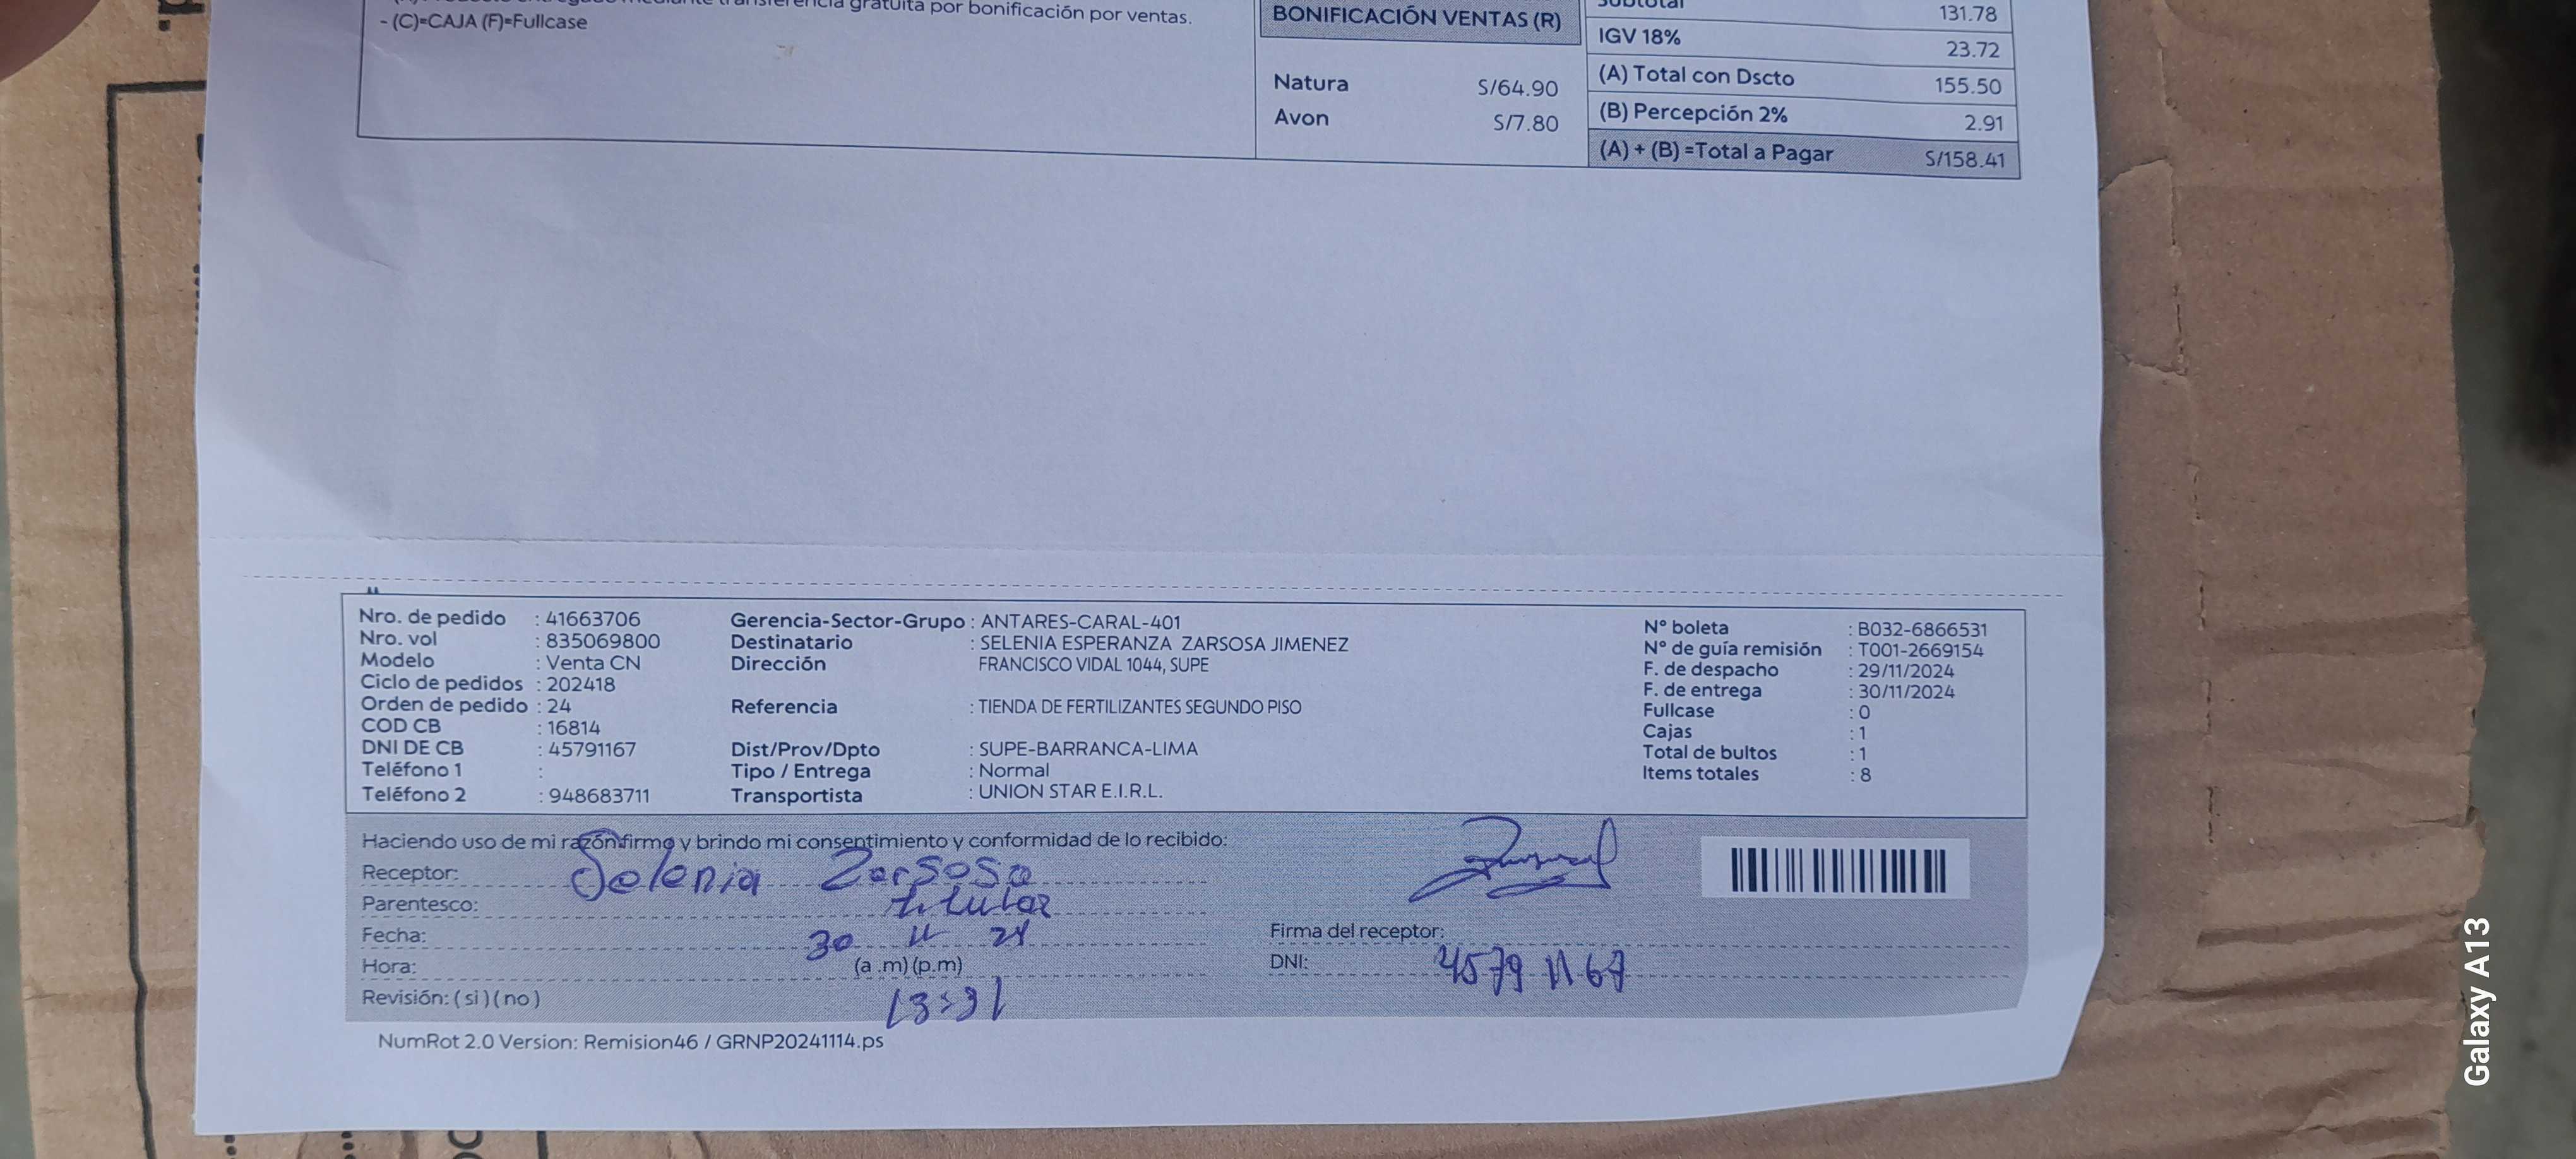 transferencia gratuita por bonificación por ventas.
- (C)=CAJA (F)=Fullcase
BONIFICACIÓN VENTAS (R)
Natura S/64.90
Avon S/7.80
Subtotal 131.78
IGV 18% 23.72
(A) Total con Dscto 155.50
(B) Percepción 2% 2.91
(A) + (B) =Total a Pagar S/158.41
Nro. de pedido : 41663706
Nro. vol : 835069800
Modelo : Venta CN
Ciclo de pedidos : 202418
Orden de pedido : 24
COD CB : 16814
DNI DE CB : 45791167
Teléfono 1 :
Teléfono 2 : 948683711
Gerencia-Sector-Grupo : ANTARES-CARAL-401
Destinatario : SELENIA ESPERANZA ZARSOSA JIMENEZ
Dirección FRANCISCO VIDAL 1044, SUPE
Referencia : TIENDA DE FERTILIZANTES SEGUNDO PISO
Dist/Prov/Dpto : SUPE-BARRANCA-LIMA
Tipo / Entrega : Normal
Transportista : UNION STAR E.I.R.L.
N° boleta : B032-6866531
N° de guía remisión : T001-2669154
F. de despacho : 29/11/2024
F. de entrega : 30/11/2024
Fullcase : 0
Cajas : 1
Total de bultos : 1
Items totales : 8
Haciendo uso de mi razón firmo y brindo mi consentimiento y conformidad de lo recibido:
Receptor: Selenia Zarsosa
Parentesco: titular
Fecha: 30 11 24
Hora: (a .m) (p.m)
Revisión: ( si ) ( no )
Firma del receptor:
DNI: 45791167
NumRot 2.0 Version: Remision46 / GRNP20241114.ps
Galaxy A13